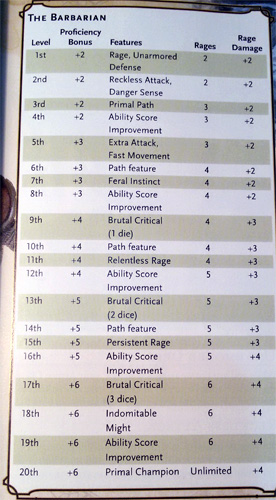 THE BARBARIAN
Proficiency Rage
Level Bonus Features Rages Damage
1st +2 Rage, Unarmored 2 +2
Defense
2nd +2 Reckless Attack, 2 +2
Danger Sense
3rd +2 Primal Path 3 +2
4th +2 Ability Score 3 +2
Improvement
5th +3 Extra Attack, 3 +2
Fast Movement
6th +3 Path feature 4 +2
7th +3 Feral Instinct 4 +2
8th +3 Ability Score 4 +2
Improvement
9th +4 Brutal Critical 4 +3
(1 die)
10th +4 Path feature 4 +3
11th +4 Relentless Rage 4 +3
12th +4 Ability Score 5 +3
Improvement
13th +5 Brutal Critical 5 +3
(2 dice)
14th +5 Path feature 5 +3
15th +5 Persistent Rage 5 +3
16th +5 Ability Score 5 +4
Improvement
17th +6 Brutal Critical 6 +4
(3 dice)
18th +6 Indomitable 6 +4
Might
19th +6 Ability Score 6 +4
Improvement
20th +6 Primal Champion Unlimited +4